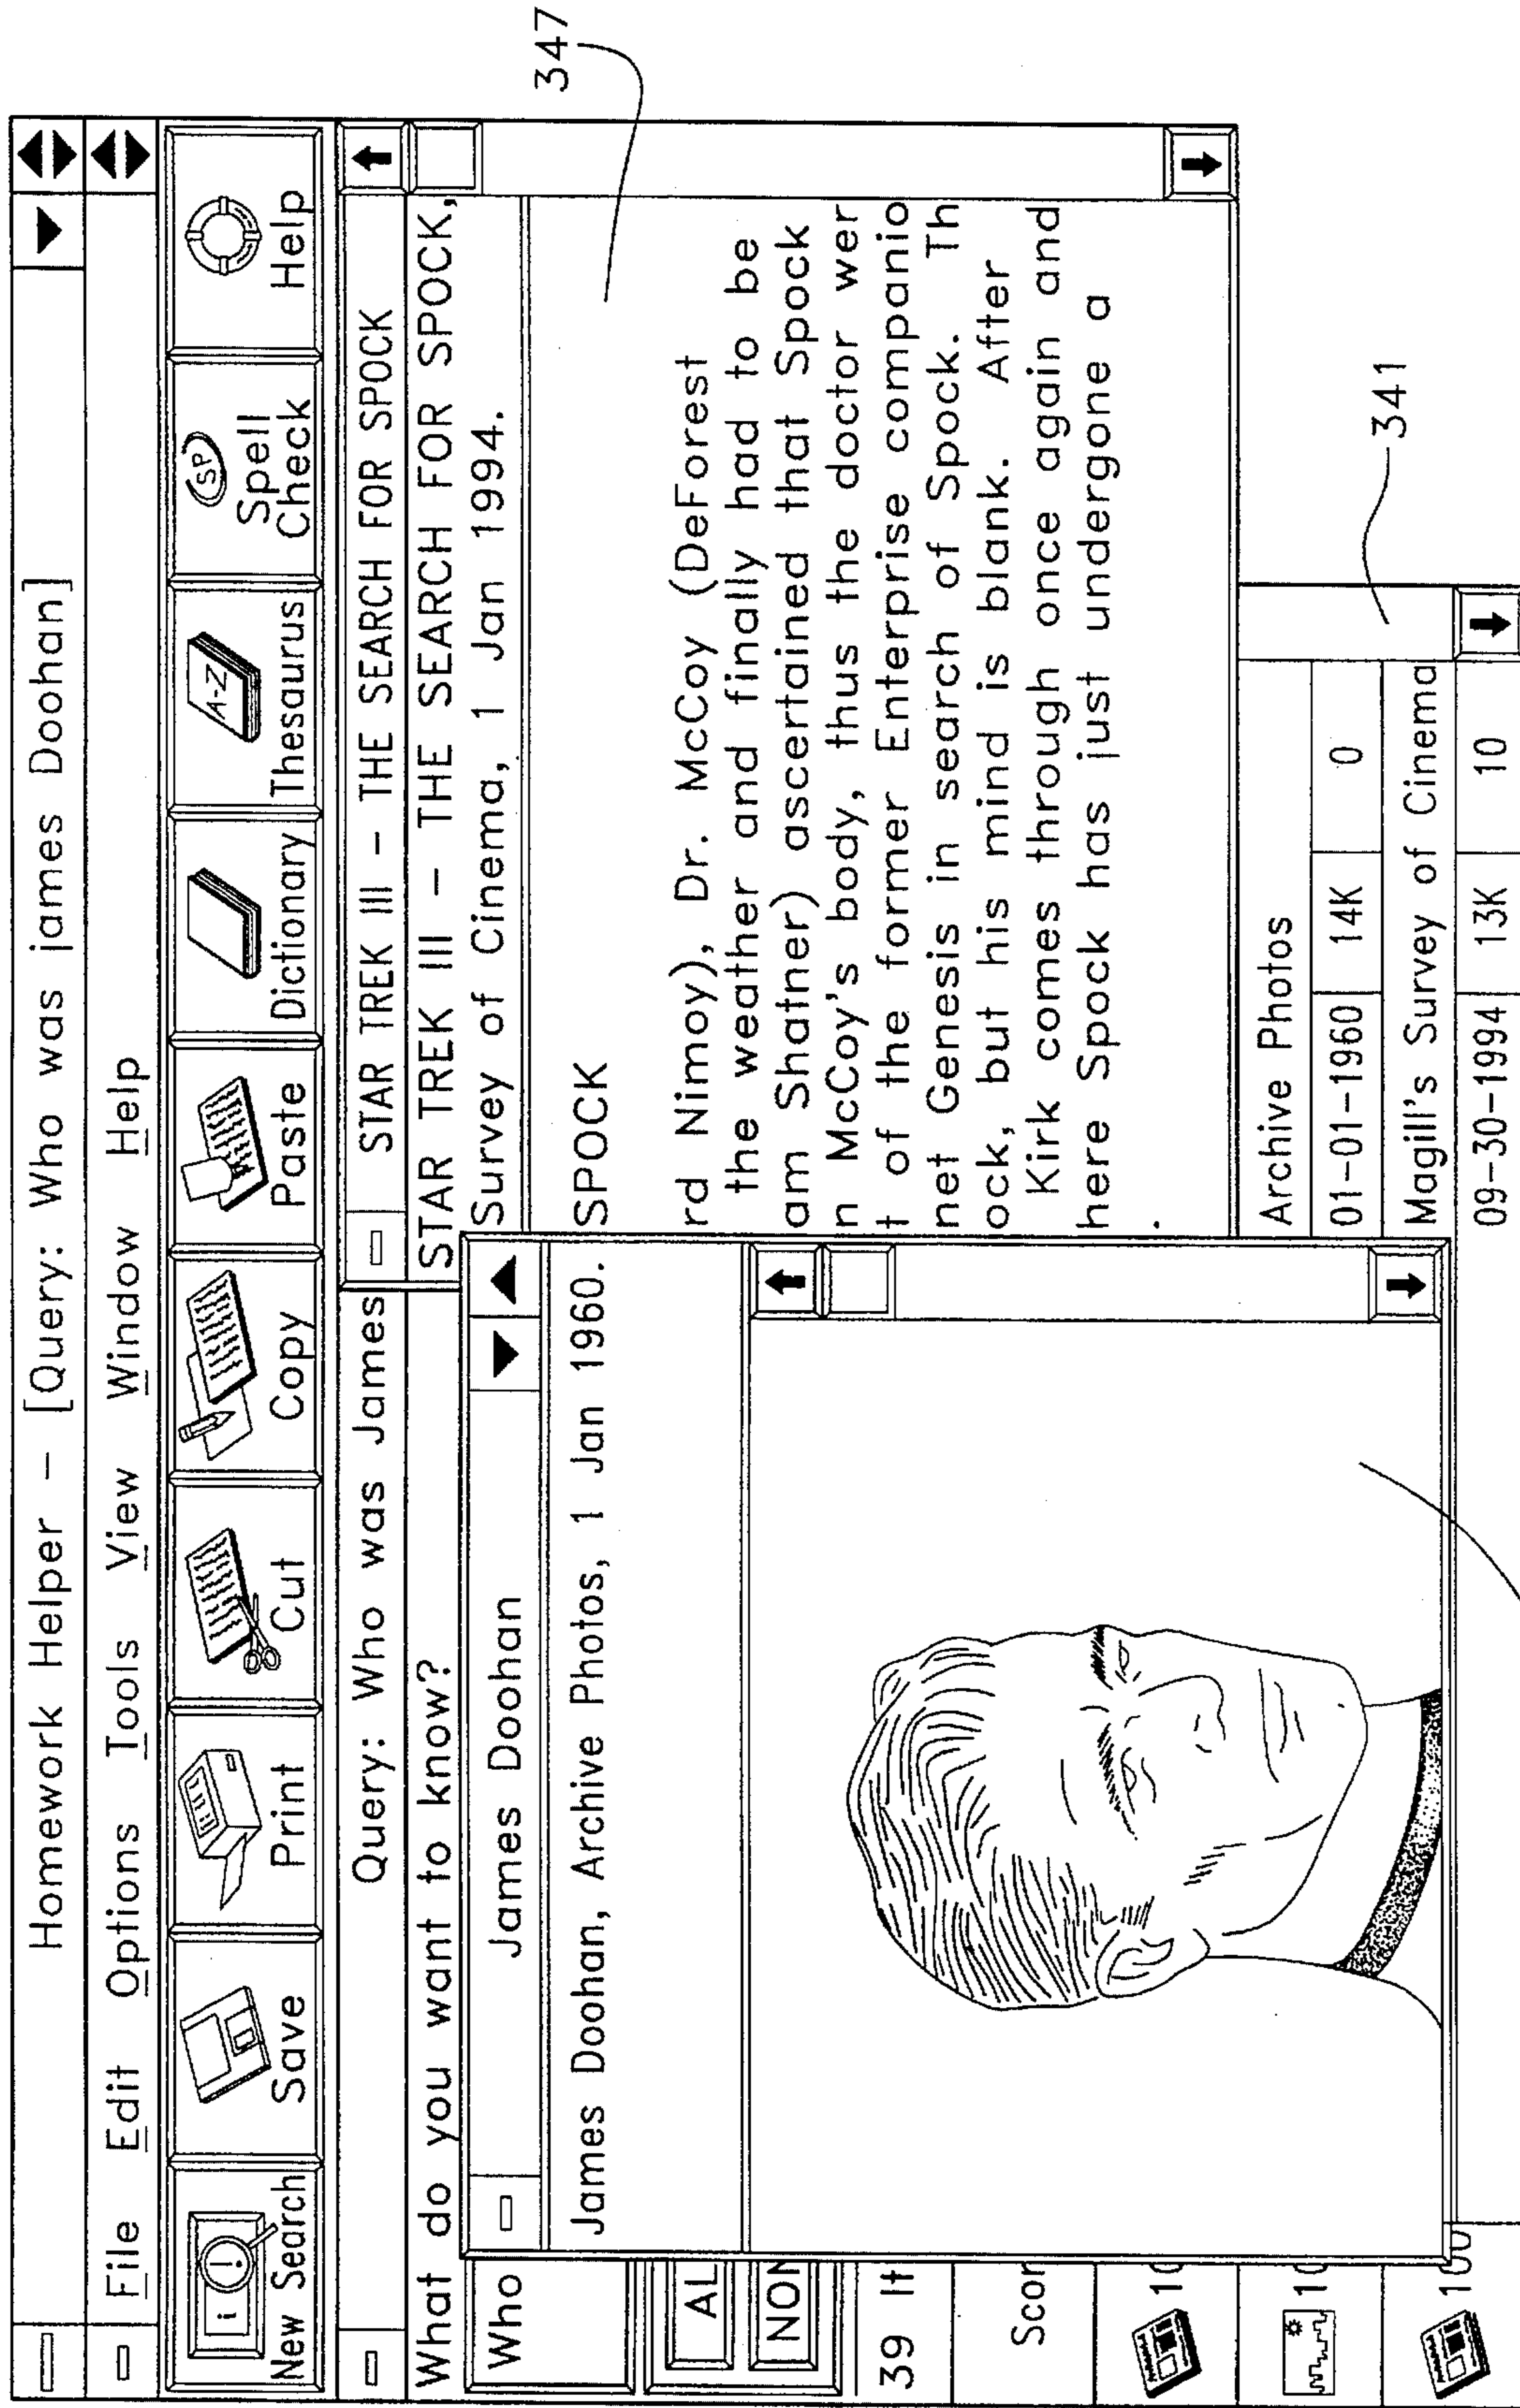 Homework Helper – [Query: Who was james Doohan]
File Edit Options Tools View Window Help
New Search
Save
Print
Cut
Copy
Paste
Dictionary
A-Z
Thesaurus
SP
Spell
Check
Help
Query: Who was James
What do you want to know?
Who
AL
NON
39 It
Scor
10
10
100
James Doohan
James Doohan, Archive Photos, 1 Jan 1960.
STAR TREK III – THE SEARCH FOR SPOCK
STAR TREK III – THE SEARCH FOR SPOCK,
Survey of Cinema, 1 Jan 1994.
SPOCK
rd Nimoy), Dr. McCoy (DeForest
the weather and finally had to be
am Shatner) ascertained that Spock
n McCoy's body, thus the doctor wer
t of the former Enterprise companio
net Genesis in search of Spock. Th
ock, but his mind is blank. After
Kirk comes through once again and
here Spock has just undergone a
.
Archive Photos
01-01-1960 14K 0
Magill's Survey of Cinema
09-30-1994 13K 10
347
341